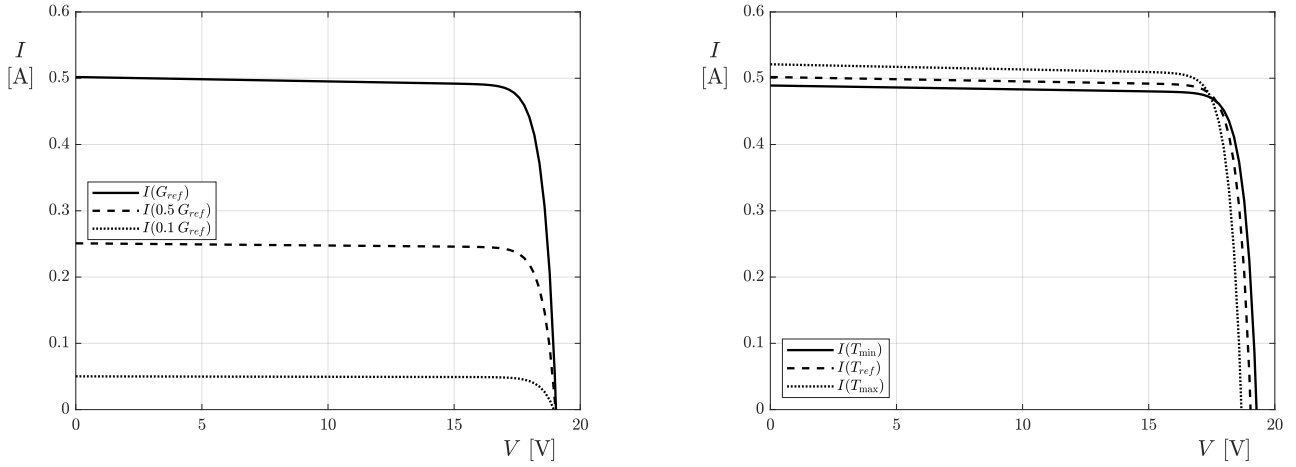 0.6
I
[A]
0.5
0.4
0.3
0.2
0.1
0
I(G_ref)
I(0.5 G_ref)
I(0.1 G_ref)
0 5 10 15 20
V [V]
0.6
I
[A]
0.5
0.4
0.3
0.2
0.1
0
I(T_min)
I(T_ref)
I(T_max)
0 5 10 15 20
V [V]